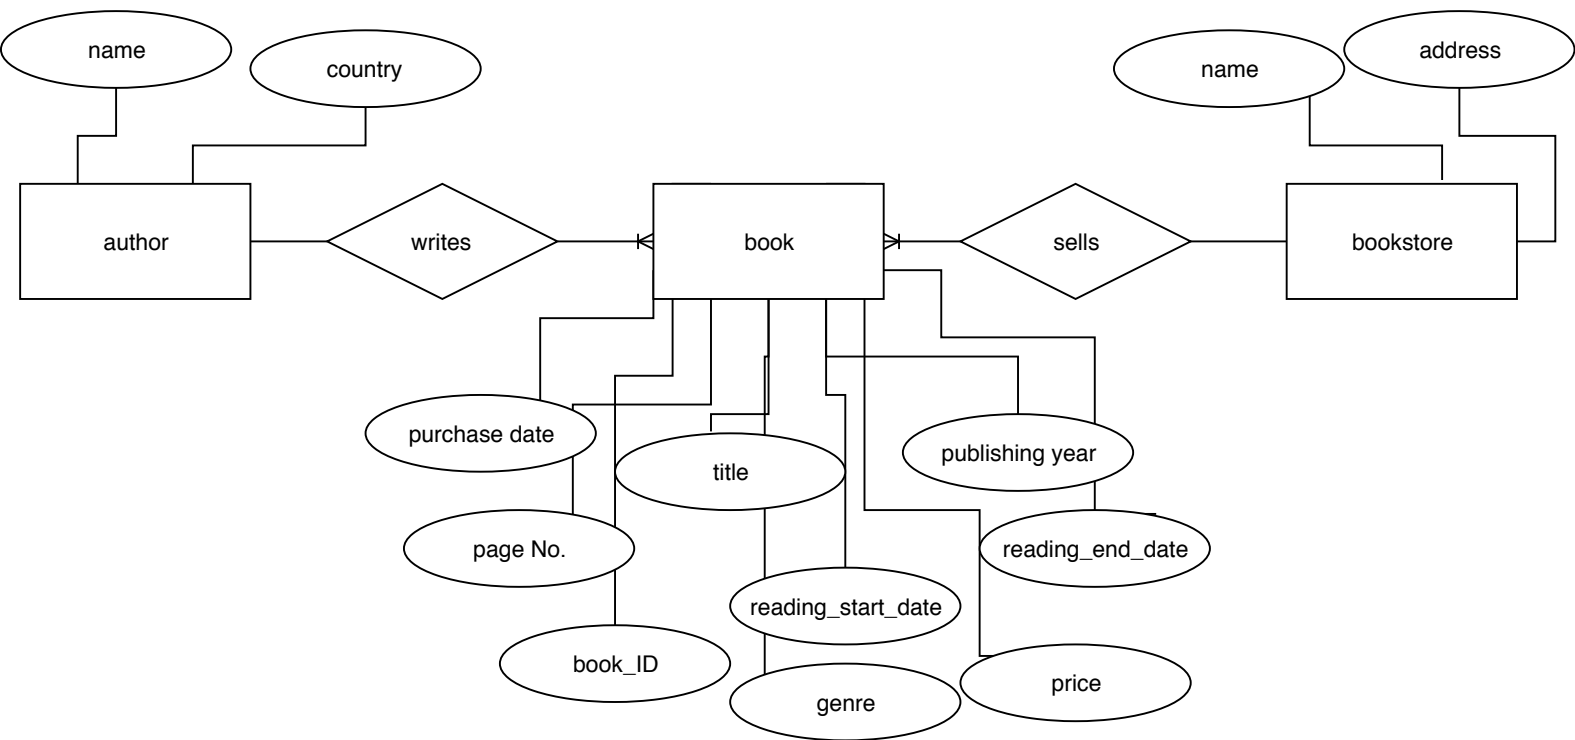 name
country
name
address
author
writes
book
sells
bookstore
purchase date
title
publishing year
page No.
reading_end_date
reading_start_date
book_ID
genre
price